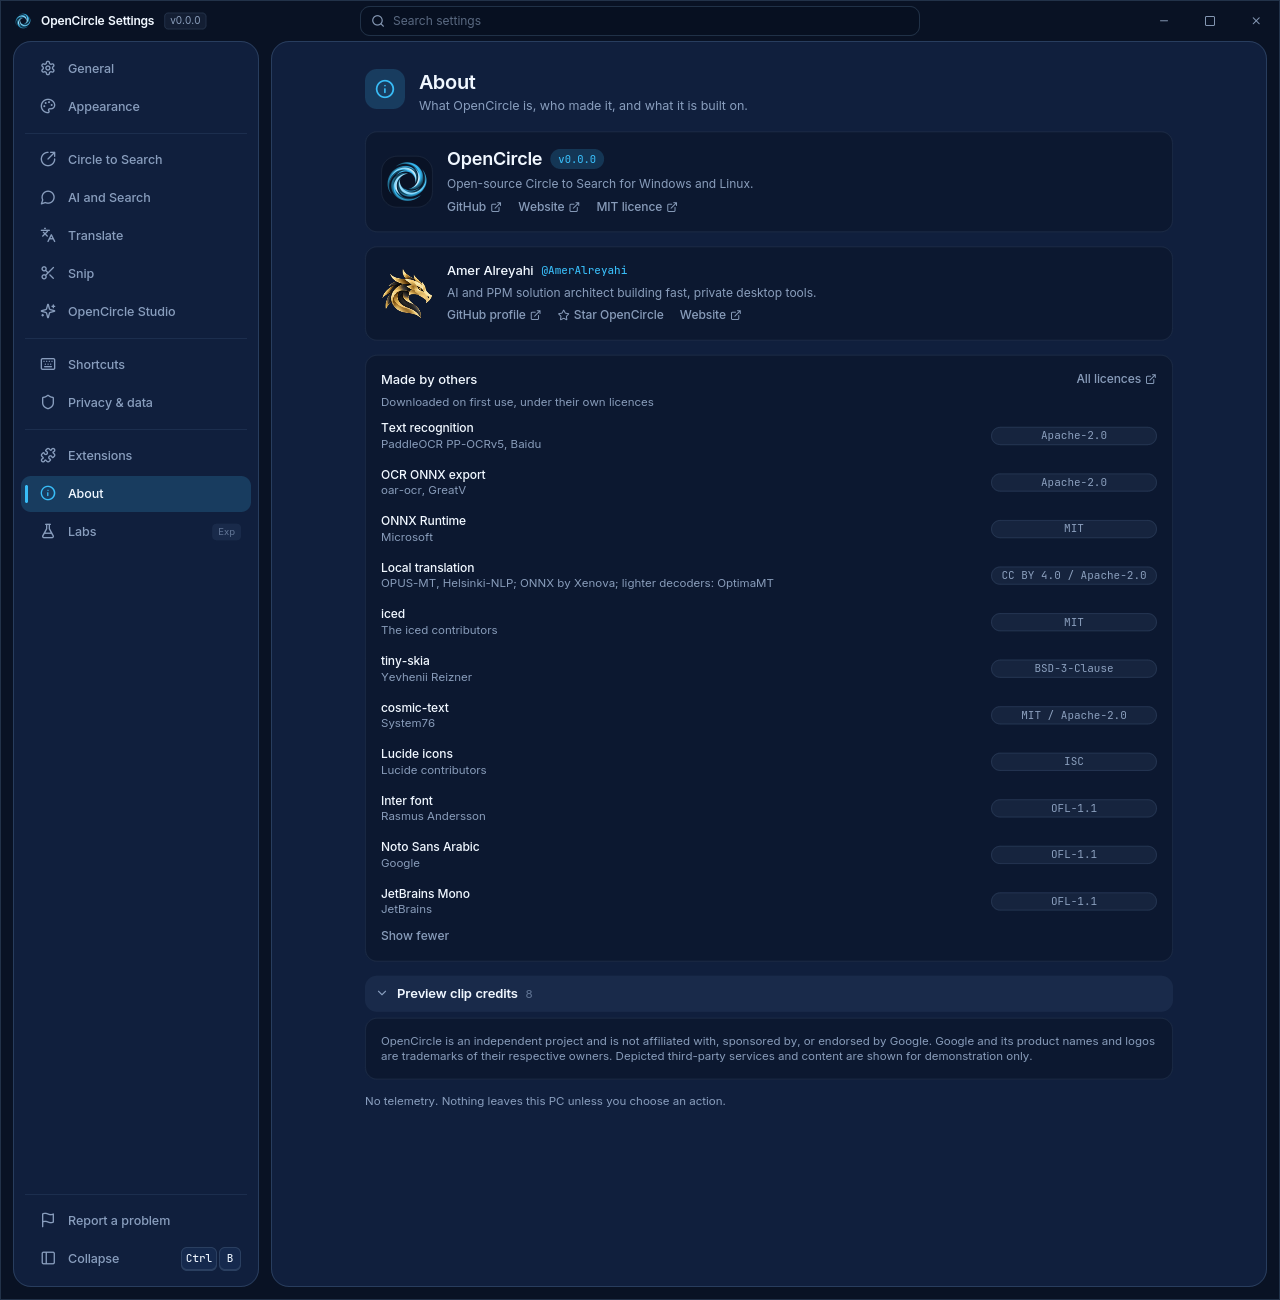 OpenCircle Settings v0.0.0
Search settings
General
Appearance
Circle to Search
AI and Search
Translate
Snip
OpenCircle Studio
Shortcuts
Privacy & data
Extensions
About
Labs Exp
Report a problem
Collapse Ctrl B
About
What OpenCircle is, who made it, and what it is built on.
OpenCircle v0.0.0
Open-source Circle to Search for Windows and Linux.
GitHub Website MIT licence
Amer Alreyahi @AmerAlreyahi
AI and PPM solution architect building fast, private desktop tools.
GitHub profile Star OpenCircle Website
Made by others All licences
Downloaded on first use, under their own licences
Text recognition
PaddleOCR PP-OCRv5, Baidu
Apache-2.0
OCR ONNX export
oar-ocr, GreatV
Apache-2.0
ONNX Runtime
Microsoft
MIT
Local translation
OPUS-MT, Helsinki-NLP; ONNX by Xenova; lighter decoders: OptimaMT
CC BY 4.0 / Apache-2.0
iced
The iced contributors
MIT
tiny-skia
Yevhenii Reizner
BSD-3-Clause
cosmic-text
System76
MIT / Apache-2.0
Lucide icons
Lucide contributors
ISC
Inter font
Rasmus Andersson
OFL-1.1
Noto Sans Arabic
Google
OFL-1.1
JetBrains Mono
JetBrains
OFL-1.1
Show fewer
Preview clip credits 8
OpenCircle is an independent project and is not affiliated with, sponsored by, or endorsed by Google. Google and its product names and logos
are trademarks of their respective owners. Depicted third-party services and content are shown for demonstration only.
No telemetry. Nothing leaves this PC unless you choose an action.